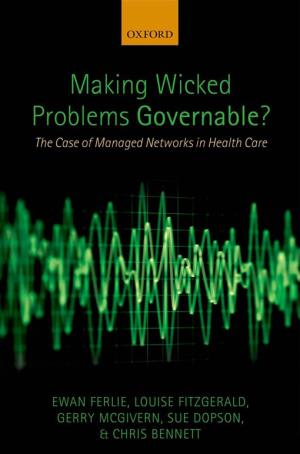 OXFORD
Making Wicked
Problems Governable?
The Case of Managed Networks in Health Care
EWAN FERLIE, LOUISE FITZGERALD,
GERRY MCGIVERN, SUE DOPSON,
& CHRIS BENNETT